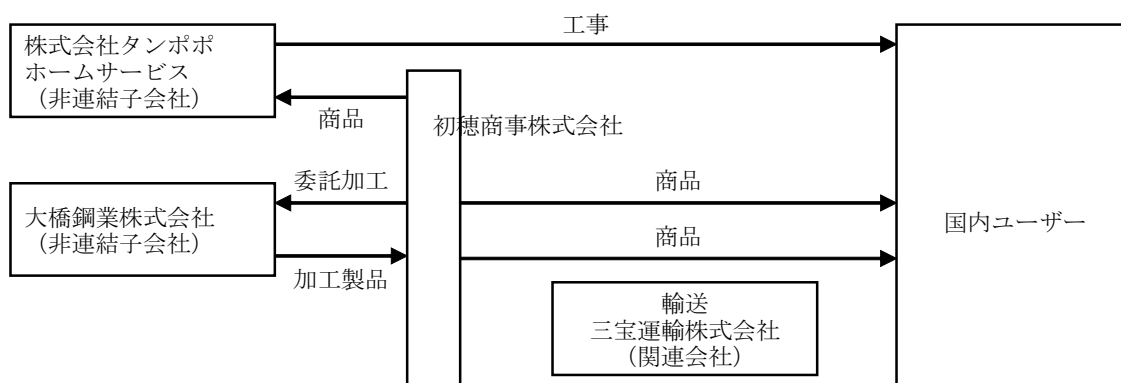 工事
株式会社タンポポ
ホームサービス
（非連結子会社）
商品
初穂商事株式会社
委託加工
商品
大橋鋼業株式会社
（非連結子会社）
国内ユーザー
商品
加工製品
輸送
三宝運輸株式会社
（関連会社）